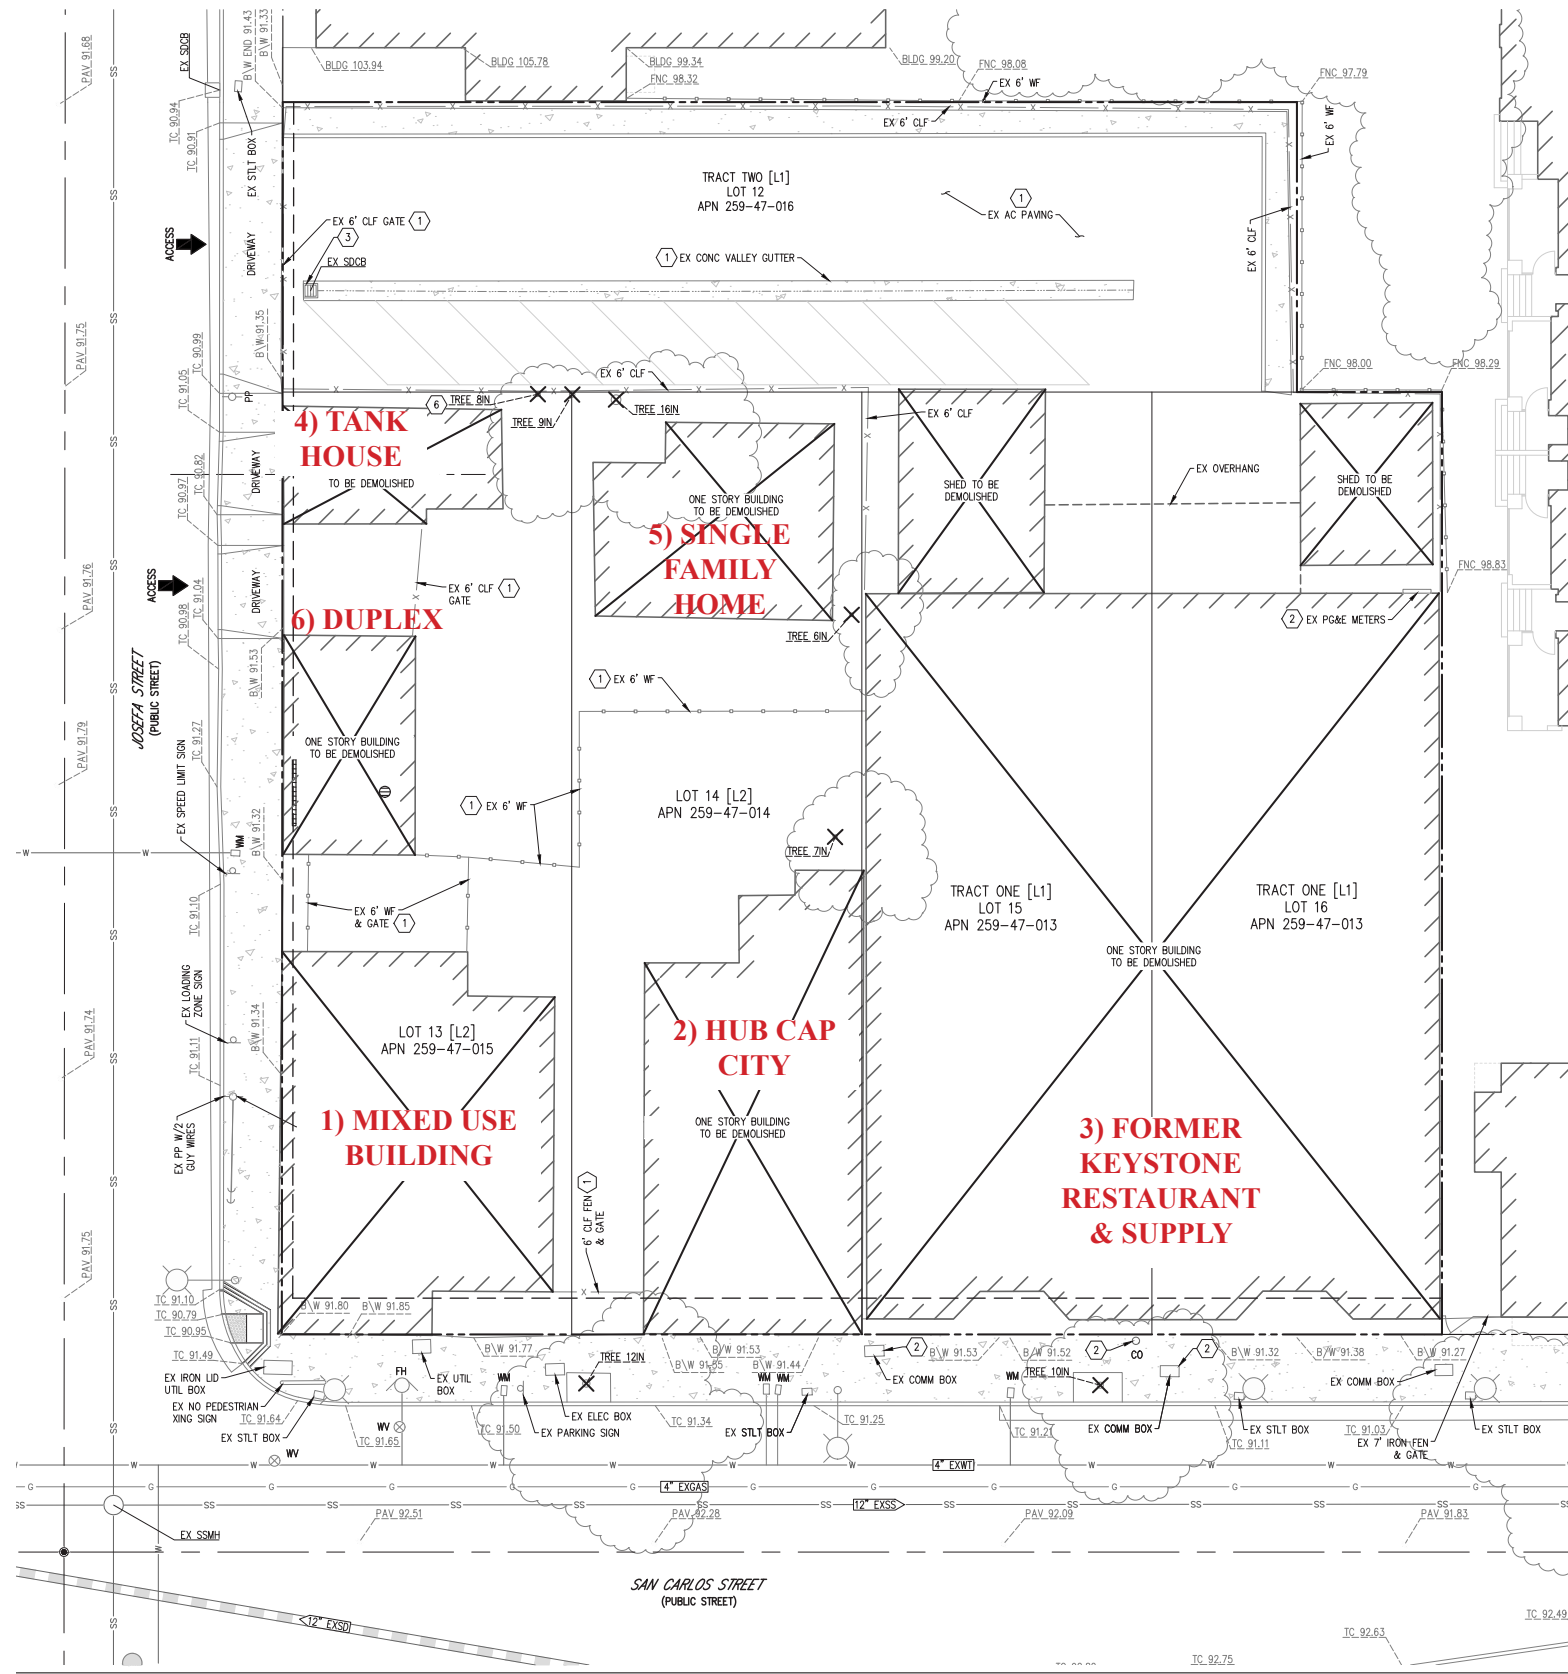 PAV 91.68
EX SDCB
B\W END 91.43
B\W 91.33
BLDG 103.94
BLDG 105.78
BLDG 99.34
FNC 98.32
BLDG 99.20
FNC 98.08
EX 6' WF
FNC 97.79
TC 90.94
TC 90.91
EX STLT BOX
EX 6' CLF
EX 6' WF
TRACT TWO [L1]
LOT 12
APN 259-47-016
1
EX AC PAVING
ACCESS
DRIVEWAY
EX 6' CLF GATE 1
3
EX SDCB
1 EX CONC VALLEY GUTTER
EX 6' CLF
PAV 91.75
TC 90.99
TC 91.05
B\W 91.35
PP
EX 6' CLF
FNC 98.00
FNC 98.29
6 TREE 8IN
TREE 9IN
TREE 16IN
EX 6' CLF
4) TANK
HOUSE
TO BE DEMOLISHED
DRIVEWAY
TC 90.82
TC 90.97
ONE STORY BUILDING
TO BE DEMOLISHED
5) SINGLE
FAMILY
HOME
SHED TO BE
DEMOLISHED
EX OVERHANG
SHED TO BE
DEMOLISHED
PAV 91.76
ACCESS
TC 91.04
TC 90.98
DRIVEWAY
EX 6' CLF 1
GATE
FNC 98.83
6) DUPLEX
TREE 6IN
2 EX PG&E METERS
JOSEFA STREET
(PUBLIC STREET)
B\W 91.53
1 EX 6' WF
PAV 91.79
TC 91.27
ONE STORY BUILDING
TO BE DEMOLISHED
EX SPEED LIMIT SIGN
LOT 14 [L2]
APN 259-47-014
1 EX 6' WF
W
W
WM
B\W 91.32
TREE 7IN
TC 91.10
EX 6' WF
& GATE 1
TRACT ONE [L1]
LOT 15
APN 259-47-013
TRACT ONE [L1]
LOT 16
APN 259-47-013
ONE STORY BUILDING
TO BE DEMOLISHED
PAV 91.74
EX LOADING
ZONE SIGN
TC 91.11
B\W 91.34
LOT 13 [L2]
APN 259-47-015
2) HUB CAP
CITY
1) MIXED USE
BUILDING
ONE STORY BUILDING
TO BE DEMOLISHED
3) FORMER
KEYSTONE
RESTAURANT
& SUPPLY
EX PP W/2
GUY WIRES
6' CLF FEN 1
& GATE
PAV 91.75
TC 91.10
TC 90.79
TC 90.95
TC 91.49
B\W 91.80
B\W 91.85
B\W 91.77
B\W 91.55
B/W 91.53
B\W 91.44
2
B\W 91.53
B/W 91.52
2
CO
2
B\W 91.32
B/W 91.38
B\W 91.27
EX IRON LID
UTIL BOX
FH
EX UTIL
BOX
TREE 12IN
WM
WM WM
EX COMM BOX
WM
TREE 10IN
EX COMM BOX
EX NO PEDESTRIAN
XING SIGN
TC 91.64
EX STLT BOX
TC 91.65
WV
WV
TC 91.50
EX ELEC BOX
EX PARKING SIGN
TC 91.34
EX STLT BOX
TC 91.25
TC 91.21
EX COMM BOX
TC 91.11
EX STLT BOX
TC 91.03
EX 7' IRON FEN
& GATE
EX STLT BOX
4" EXWT
4" EXGAS
12" EXSS
EX SSMH
PAV 92.51
PAV 92.28
PAV 92.09
PAV 91.83
SAN CARLOS STREET
(PUBLIC STREET)
12" EXSD
TC 92.63
TC 92.49
TC 92.75